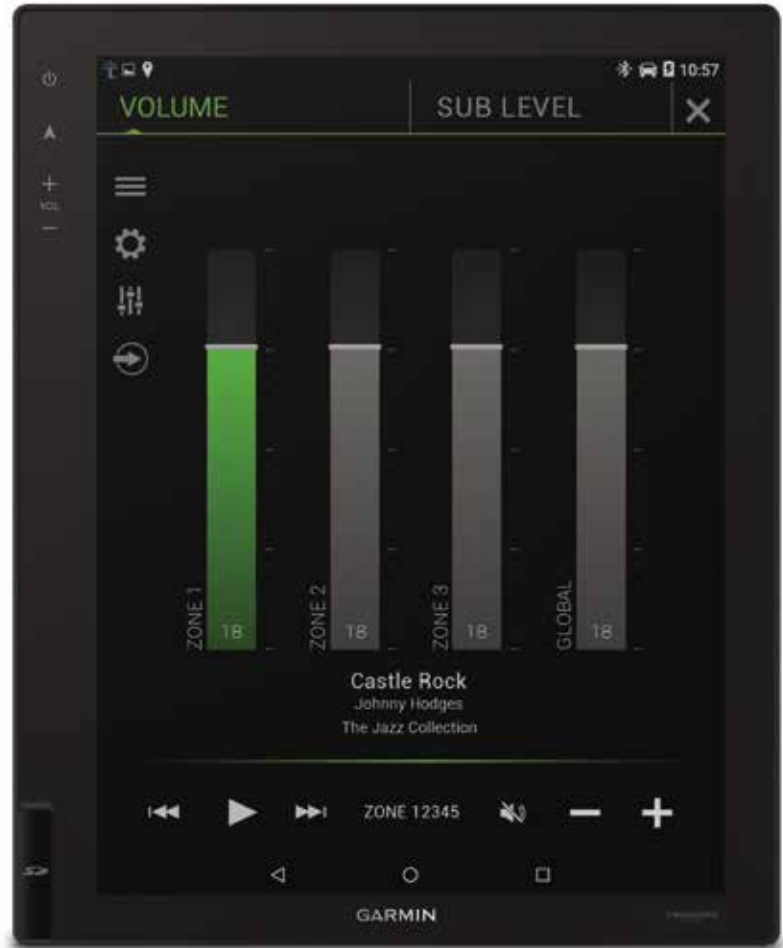 10:57
VOLUME SUB LEVEL
VOL
ZONE 1
ZONE 2
ZONE 3
GLOBAL
18 18 18 18
Castle Rock
Johnny Hodges
The Jazz Collection
ZONE 12345
GARMIN